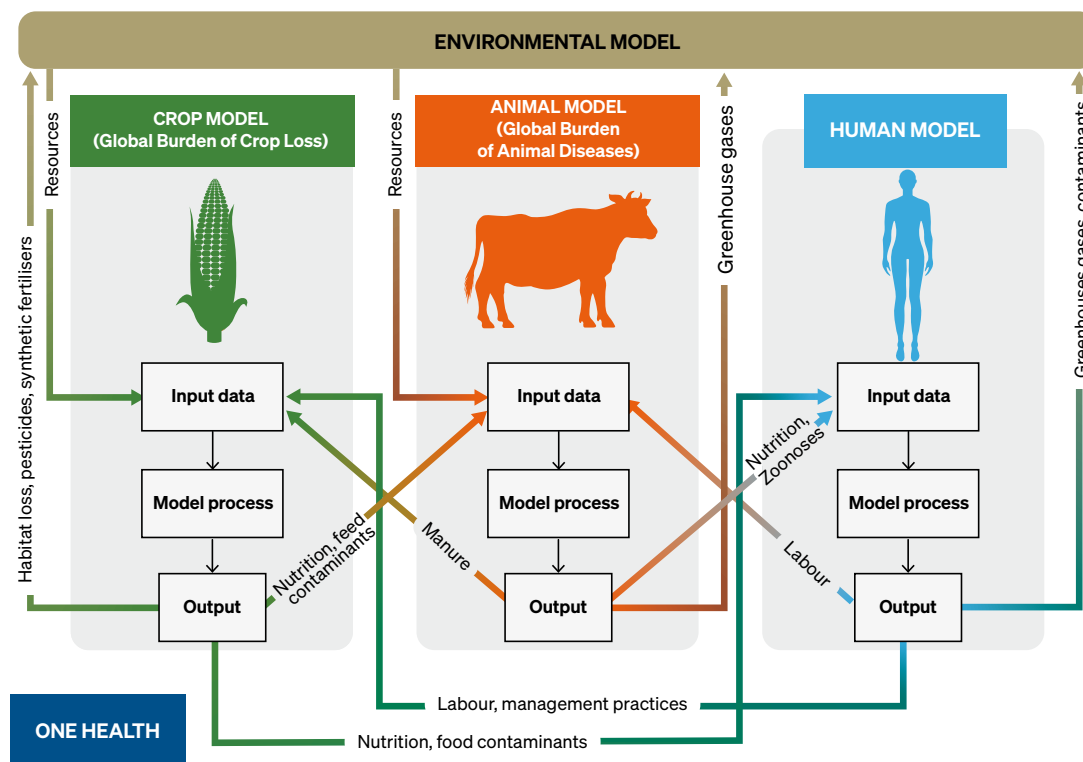 ENVIRONMENTAL MODEL
CROP MODEL
(Global Burden of Crop Loss)
ANIMAL MODEL
(Global Burden
of Animal Diseases)
HUMAN MODEL
Resources
Resources
Greenhouse gases
Greenhouses gases, contaminants
Habitat loss, pesticides, synthetic fertilisers
Input data
Input data
Input data
Model process
Model process
Model process
Output
Output
Output
Nutrition, feed
contaminants
Manure
Nutrition,
Zoonoses
Labour
Labour, management practices
Nutrition, food contaminants
ONE HEALTH